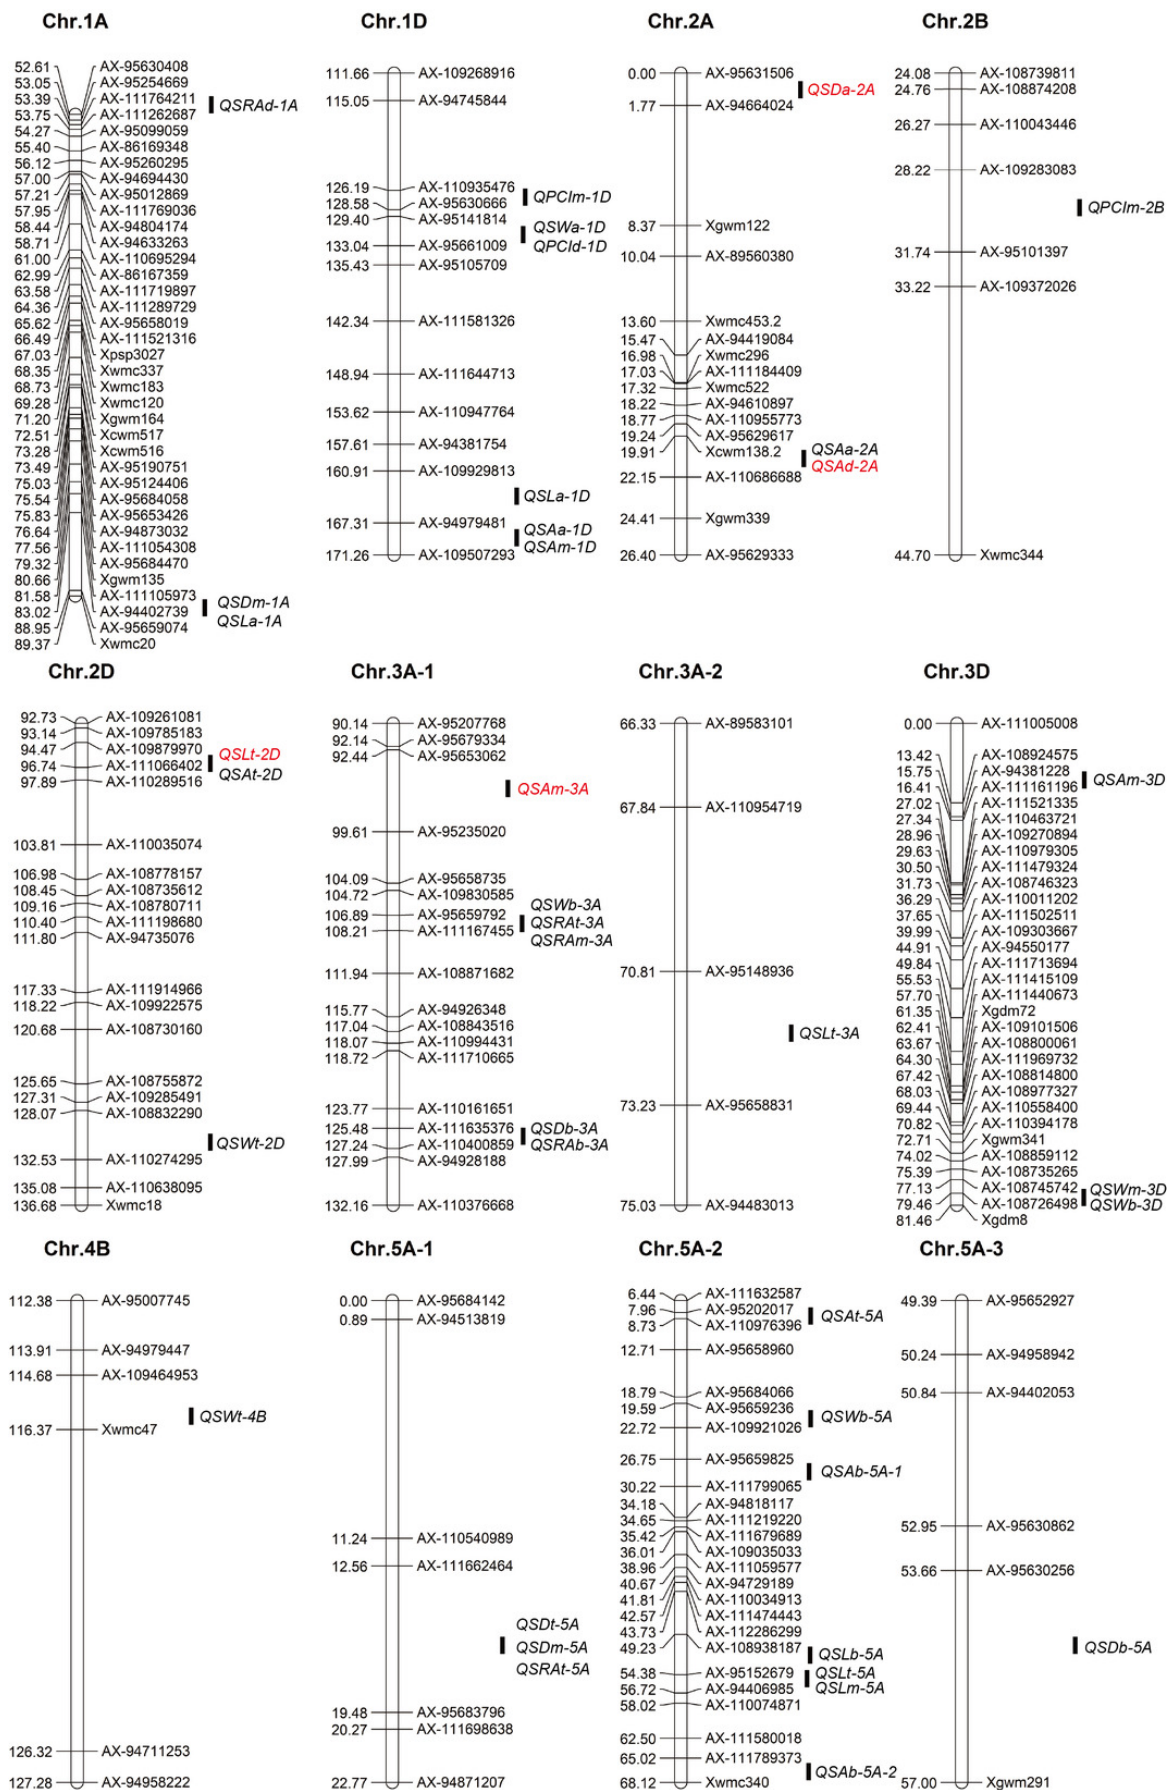 Chr.1A
52.61 AX-95630408
53.05 AX-95254669
53.39 AX-111764211
53.75 AX-111262687
54.27 AX-95099059
55.40 AX-86169348
56.12 AX-95260295
57.00 AX-94694430
57.21 AX-95012869
57.95 AX-111769036
58.44 AX-94804174
58.71 AX-94633263
61.00 AX-110695294
62.99 AX-86167359
63.58 AX-111719897
64.36 AX-111289729
65.62 AX-95658019
66.49 AX-111521316
67.03 Xpsp3027
68.35 Xwmc337
68.73 Xwmc183
69.28 Xwmc120
71.20 Xgwm164
72.51 Xcwm517
73.28 Xcwm516
73.49 AX-95190751
75.03 AX-95124406
75.54 AX-95684058
75.83 AX-95653426
76.64 AX-94873032
77.56 AX-111054308
79.32 AX-95684470
80.66 Xgwm135
81.58 AX-111105973
83.02 AX-94402739
88.95 AX-95659074
89.37 Xwmc20
QSRAd-1A
QSDm-1A
QSLa-1A
Chr.1D
111.66 AX-109268916
115.05 AX-94745844
126.19 AX-110935476
128.58 AX-95630666
129.40 AX-95141814
133.04 AX-95661009
135.43 AX-95105709
142.34 AX-111581326
148.94 AX-111644713
153.62 AX-110947764
157.61 AX-94381754
160.91 AX-109929813
167.31 AX-94979481
171.26 AX-109507293
QPCIm-1D
QSWa-1D
QPCId-1D
QSLa-1D
QSAa-1D
QSAm-1D
Chr.2A
0.00 AX-95631506
1.77 AX-94664024
8.37 Xgwm122
10.04 AX-89560380
13.60 Xwmc453.2
15.47 AX-94419084
16.98 Xwmc296
17.03 AX-111184409
17.32 Xwmc522
18.22 AX-94610897
18.77 AX-110955773
19.24 AX-95629617
19.91 Xcwm138.2
22.15 AX-110686688
24.41 Xgwm339
26.40 AX-95629333
QSDa-2A
QSAa-2A
QSAd-2A
Chr.2B
24.08 AX-108739811
24.76 AX-108874208
26.27 AX-110043446
28.22 AX-109283083
31.74 AX-95101397
33.22 AX-109372026
44.70 Xwmc344
QPCIm-2B
Chr.2D
92.73 AX-109261081
93.14 AX-109785183
94.47 AX-109879970
96.74 AX-111066402
97.89 AX-110289516
103.81 AX-110035074
106.98 AX-108778157
108.45 AX-108735612
109.16 AX-108780711
110.40 AX-111198680
111.80 AX-94735076
117.33 AX-111914966
118.22 AX-109922575
120.68 AX-108730160
125.65 AX-108755872
127.31 AX-109285491
128.07 AX-108832290
132.53 AX-110274295
135.08 AX-110638095
136.68 Xwmc18
QSLt-2D
QSAt-2D
QSWt-2D
Chr.3A-1
90.14 AX-95207768
92.14 AX-95679334
92.44 AX-95653062
99.61 AX-95235020
104.09 AX-95658735
104.72 AX-109830585
106.89 AX-95659792
108.21 AX-111167455
111.94 AX-108871682
115.77 AX-94926348
117.04 AX-108843516
118.07 AX-110994431
118.72 AX-111710665
123.77 AX-110161651
125.48 AX-111635376
127.24 AX-110400859
127.99 AX-94928188
132.16 AX-110376668
QSAm-3A
QSWb-3A
QSRAt-3A
QSRAm-3A
QSDb-3A
QSRAb-3A
Chr.3A-2
66.33 AX-89583101
67.84 AX-110954719
70.81 AX-95148936
73.23 AX-95658831
75.03 AX-94483013
QSLt-3A
Chr.3D
0.00 AX-111005008
13.42 AX-108924575
15.75 AX-94381228
16.41 AX-111161196
27.02 AX-111521335
27.34 AX-110463721
28.96 AX-109270894
29.63 AX-110979305
30.50 AX-111479324
31.73 AX-108746323
36.29 AX-110011202
37.65 AX-111502511
39.99 AX-109303667
44.91 AX-94550177
49.84 AX-111713694
55.53 AX-111415109
57.70 AX-111440673
61.35 Xgdm72
62.41 AX-109101506
63.67 AX-108800061
64.30 AX-111969732
67.42 AX-108814800
68.03 AX-108977327
69.44 AX-110558400
70.82 AX-110394178
72.71 Xgwm341
74.02 AX-108859112
75.39 AX-108735265
77.13 AX-108745742
79.46 AX-108726498
81.46 Xgdm8
QSAm-3D
QSWm-3D
QSWb-3D
Chr.4B
112.38 AX-95007745
113.91 AX-94979447
114.68 AX-109464953
116.37 Xwmc47
126.32 AX-94711253
127.28 AX-94958222
QSWt-4B
Chr.5A-1
0.00 AX-95684142
0.89 AX-94513819
11.24 AX-110540989
12.56 AX-111662464
19.48 AX-95683796
20.27 AX-111698638
22.77 AX-94871207
QSDt-5A
QSDm-5A
QSRAt-5A
Chr.5A-2
6.44 AX-111632587
7.96 AX-95202017
8.73 AX-110976396
12.71 AX-95658960
18.79 AX-95684066
19.59 AX-95659236
22.72 AX-109921026
26.75 AX-95659825
30.22 AX-111799065
34.18 AX-94818117
34.65 AX-111219220
35.42 AX-111679689
36.01 AX-109035033
38.96 AX-111059577
40.67 AX-94729189
41.81 AX-110034913
42.57 AX-111474443
43.73 AX-112286299
49.23 AX-108938187
54.38 AX-95152679
56.72 AX-94406985
58.02 AX-110074871
62.50 AX-111580018
65.02 AX-111789373
68.12 Xwmc340
QSAt-5A
QSWb-5A
QSAb-5A-1
QSLb-5A
QSLt-5A
QSLm-5A
QSAb-5A-2
Chr.5A-3
49.39 AX-95652927
50.24 AX-94958942
50.84 AX-94402053
52.95 AX-95630862
53.66 AX-95630256
57.00 Xgwm291
QSDb-5A